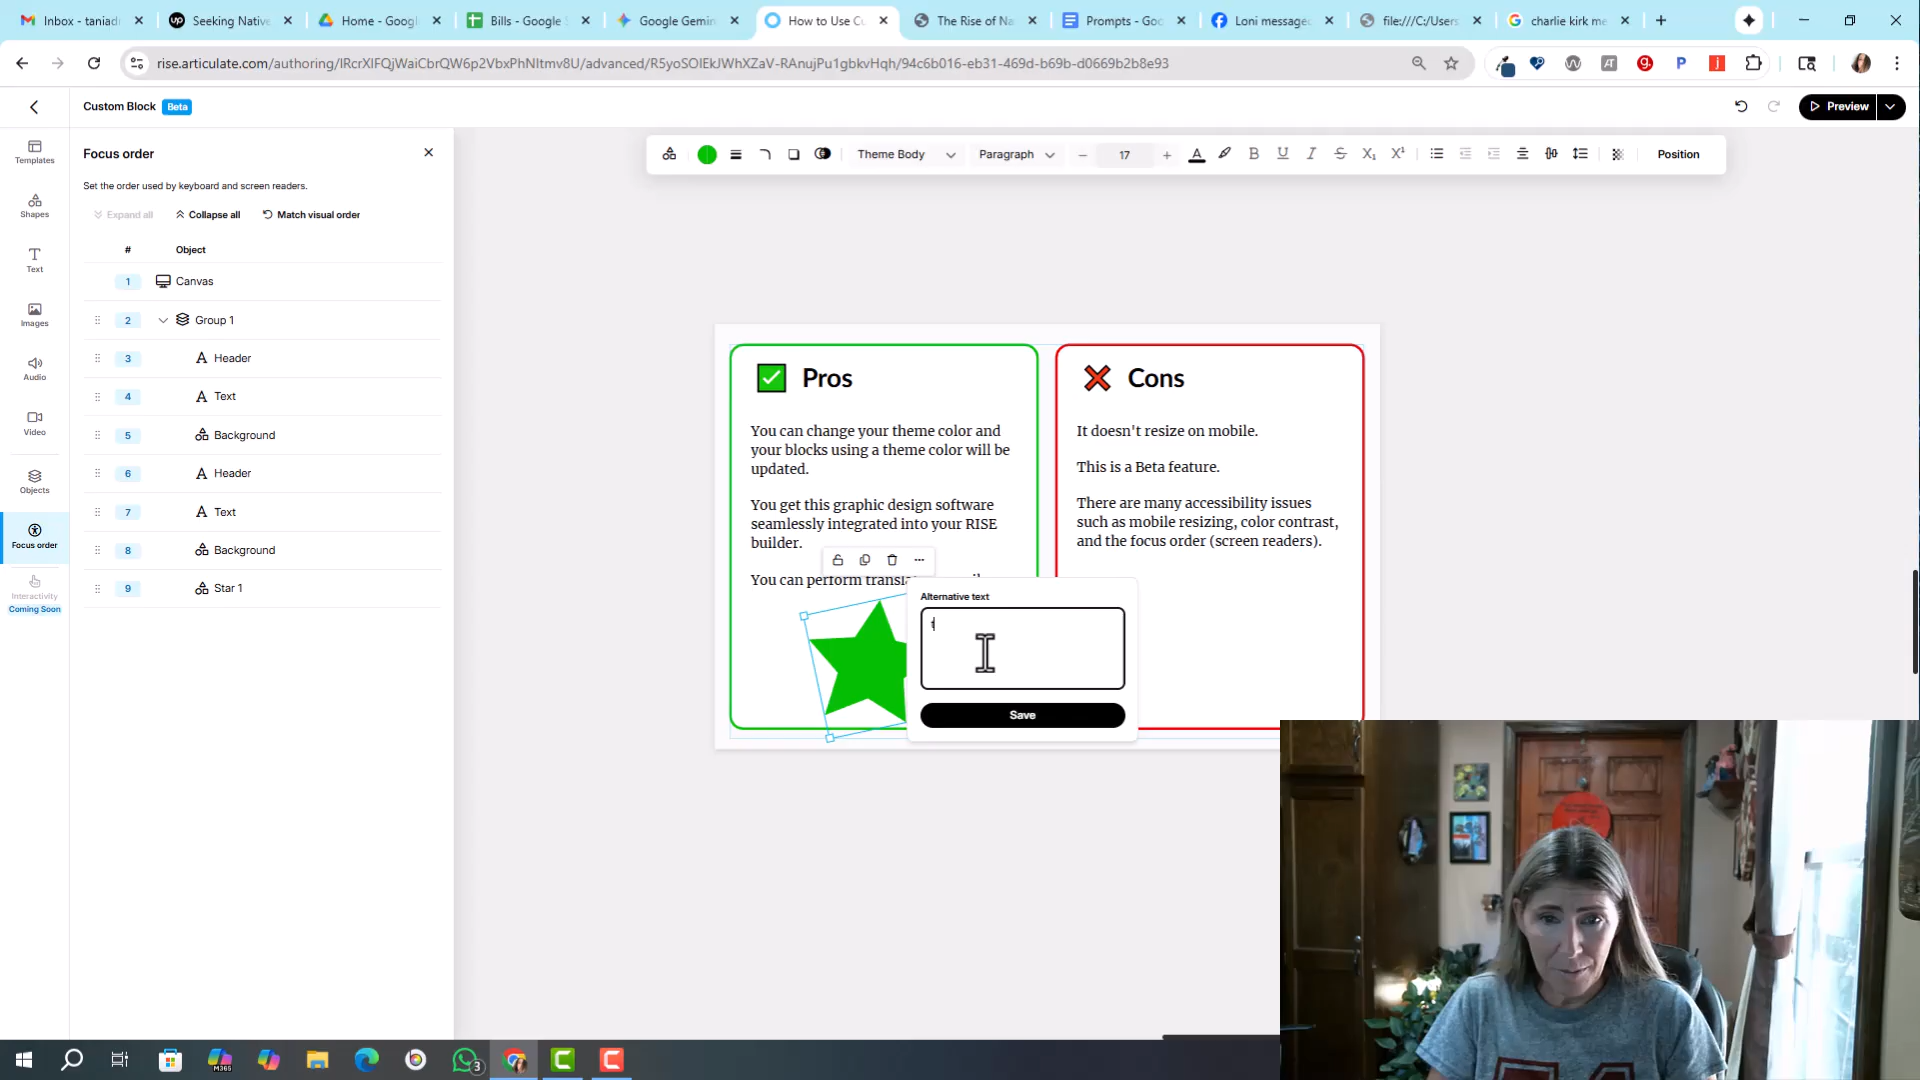 Inbox - taniadr
Seeking Native
Home - Google
Bills - Google S
Google Gemin
How to Use Cu
The Rise of Na
Prompts - Goo
Loni message
file:///C:/Users
charlie kirk me
rise.articulate.com/authoring/lRcrXIFQjWaiCbrQW6p2VbxPhNItmv8U/advanced/R5yoSOIEkJWhXZaV-RAnujPu1gbkvHqh/94c6b016-eb31-469d-b69b-d0669b2b8e93
Custom Block Beta
Preview
Templates
Shapes
Text
Images
Audio
Video
Objects
Focus order
Interactivity
Coming Soon
Focus order
Set the order used by keyboard and screen readers.
Expand all Collapse all Match visual order
# Object
1 Canvas
2 Group 1
3 Header
4 Text
5 Background
6 Header
7 Text
8 Background
9 Star 1
Theme Body Paragraph 17 A B U I S X₁ X¹ Position
Pros
You can change your theme color and
your blocks using a theme color will be
updated.
You get this graphic design software
seamlessly integrated into your RISE
builder.
You can perform
Cons
It doesn't resize on mobile.
This is a Beta feature.
There are many accessibility issues
such as mobile resizing, color contrast,
and the focus order (screen readers).
Alternative text
t
Save
M365
3